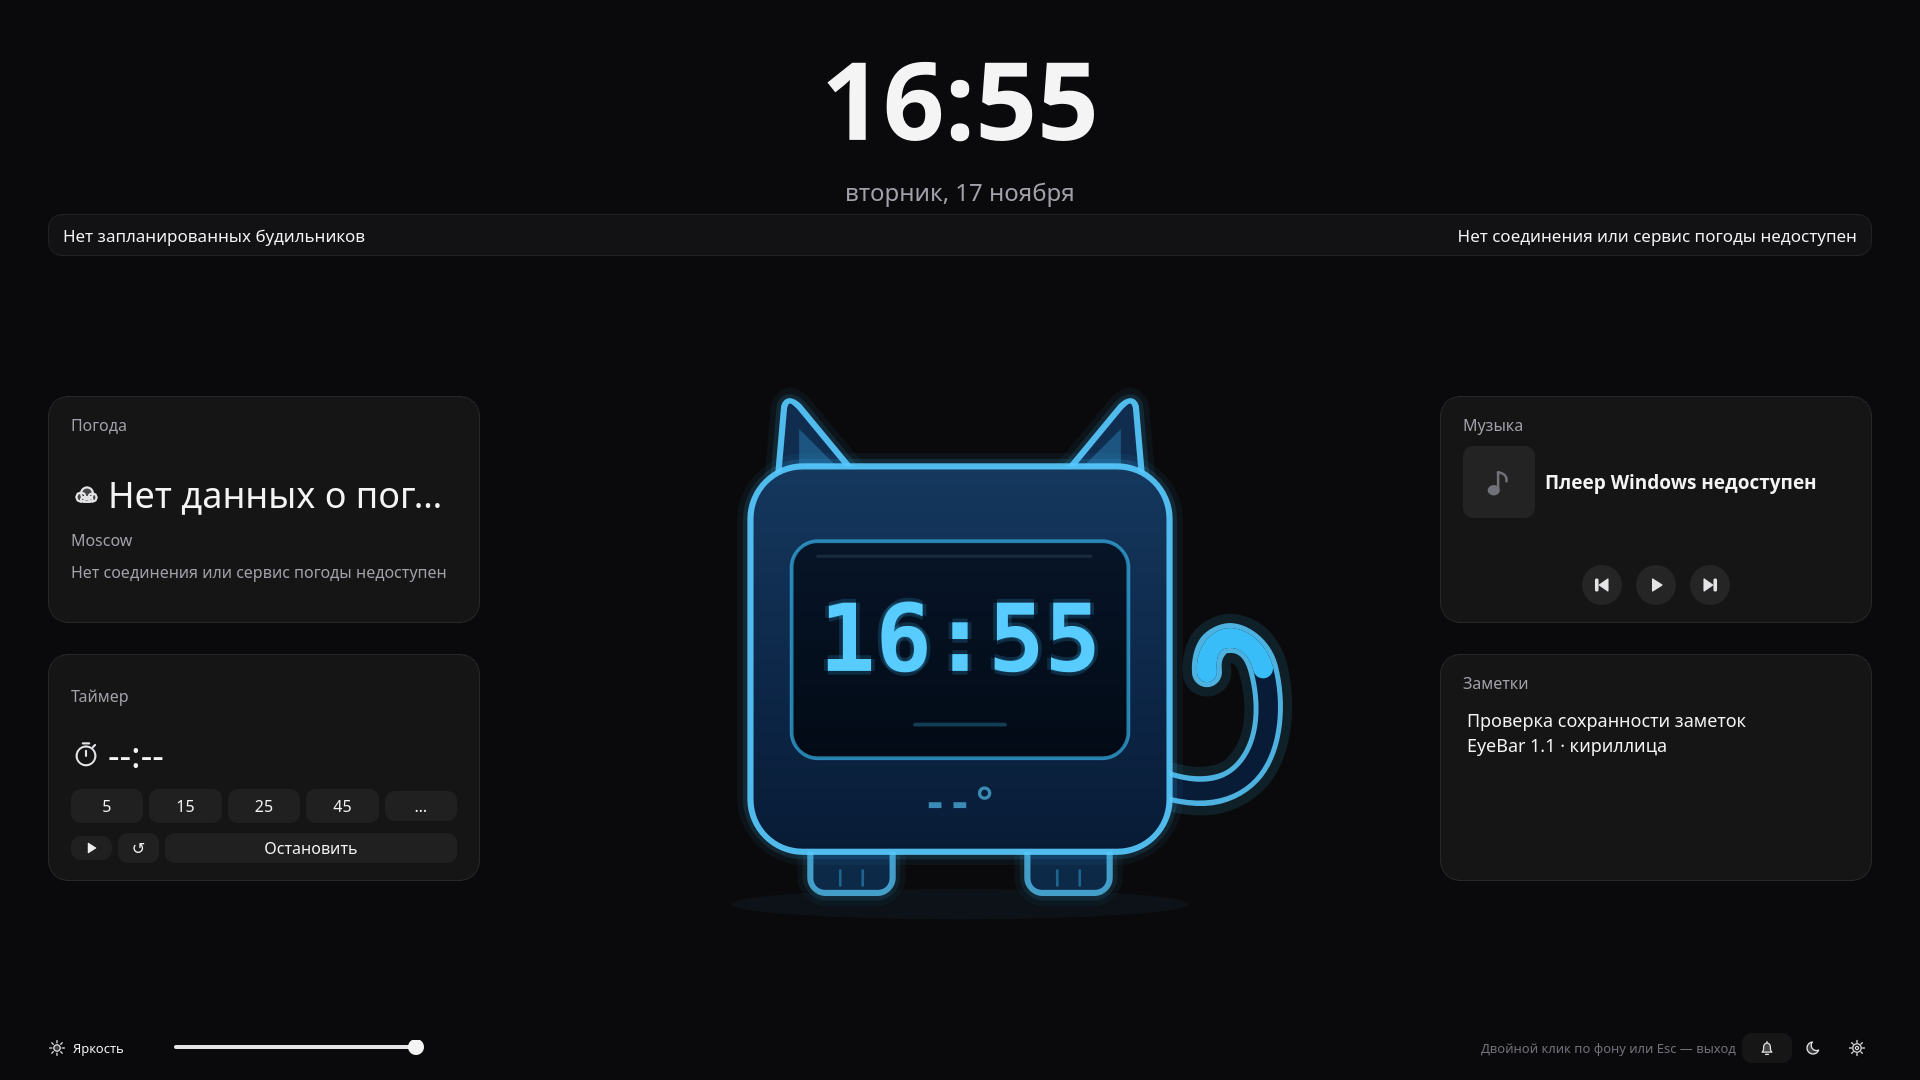 16:55
вторник, 17 ноября
Нет запланированных будильников
Нет соединения или сервис погоды недоступен
Погода
Нет данных о пог...
Moscow
Нет соединения или сервис погоды недоступен
Таймер
--:--
5 15 25 45 ...
Остановить
16:55
--°
Музыка
Плеер Windows недоступен
Заметки
Проверка сохранности заметок
EyeBar 1.1 · кириллица
Яркость
Двойной клик по фону или Esc — выход